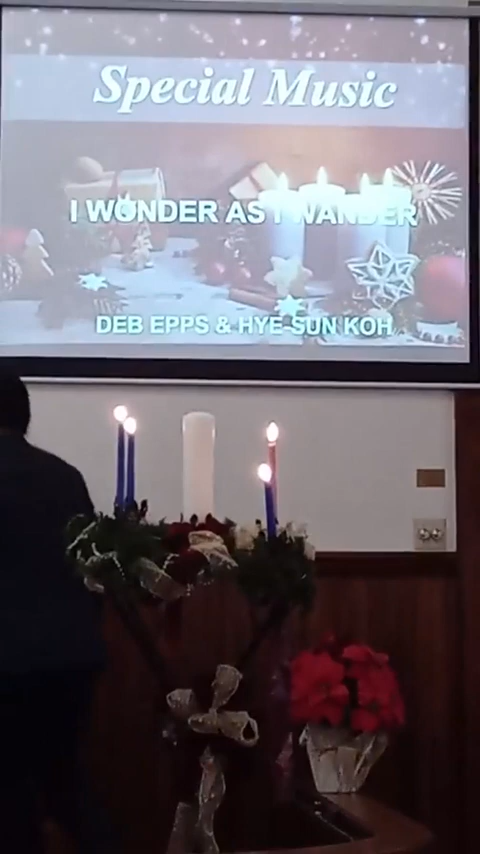 Special Music
I WONDER AS I WANDER
DEB EPPS & HYE-SUN KOH